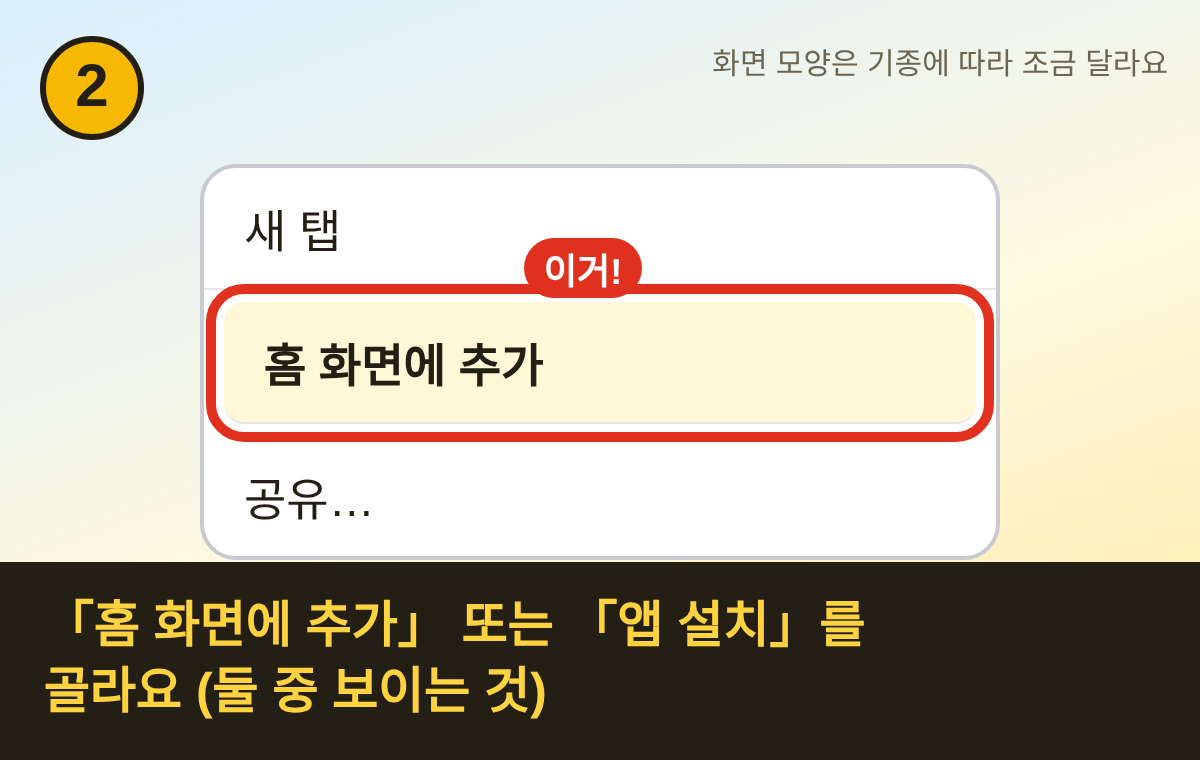 2
화면 모양은 기종에 따라 조금 달라요
새 탭
이거!
홈 화면에 추가
공유...
「홈 화면에 추가」 또는 「앱 설치」를
골라요 (둘 중 보이는 것)